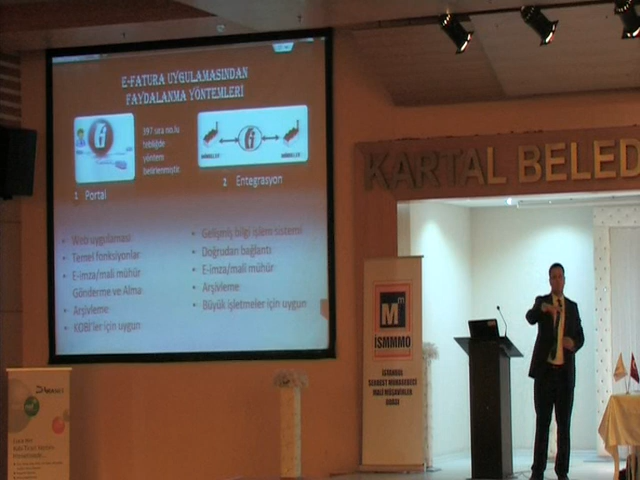 E-FATURA UYGULAMASINDAN
FAYDALANMA YÖNTEMLERİ
397 sıra no.lu
tebliğde
yöntem
belirlenmiştir.
1 Portal
2 Entegrasyon
• Web uygulaması
• Temel fonksiyonlar
• E-imza/mali mühür
Gönderme ve Alma
• Arşivleme
• KOBİ'ler için uygun
• Gelişmiş bilgi işlem sistemi
• Doğrudan bağlantı
• E-imza/mali mühür
• Arşivleme
• Büyük işletmeler için uygun
KARTAL BELED
M
İSMMMO
İSTANBUL
SERBEST MUHASEBECİ
MALİ MÜŞAVİRLER
ODASI